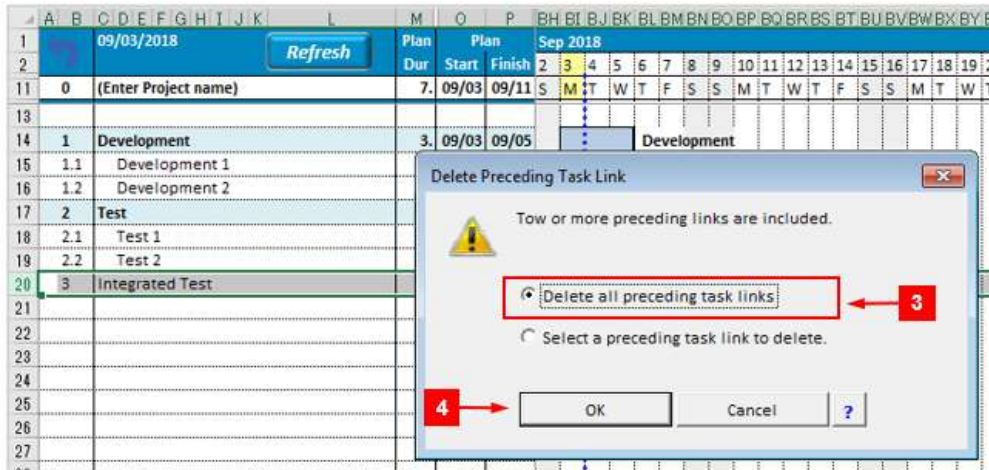 A B C D E F G H I J K L M O P BH BI BJ BK BL BM BN BO BP BQ BR BS BT BU BV BW BX BY
1 09/03/2018 Refresh Plan Plan Sep 2018
2 Dur Start Finish 2 3 4 5 6 7 8 9 10 11 12 13 14 15 16 17 18 19
11 0 (Enter Project name) 7. 09/03 09/11 S M T W T F S S M T W T F S S M T W
13
14 1 Development 3. 09/03 09/05 Development
15 1.1 Development 1
16 1.2 Development 2
17 2 Test
18 2.1 Test 1
19 2.2 Test 2
20 3 Integrated Test
21
22
23
24
25
26
27
Delete Preceding Task Link
Tow or more preceding links are included.
Delete all preceding task links
3
Select a preceding task link to delete.
4
OK Cancel ?